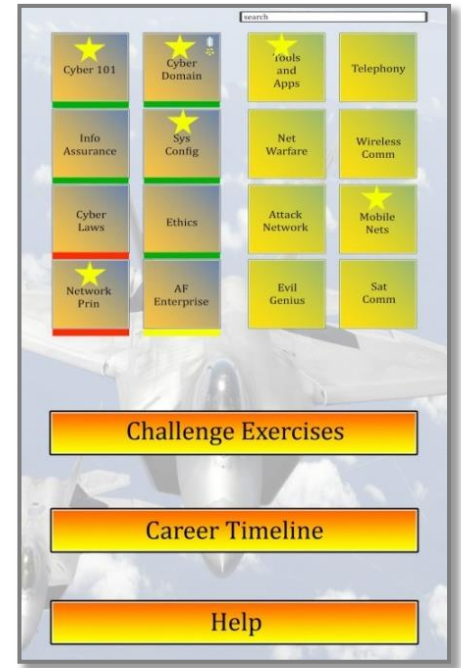 search
Cyber 101
Cyber
Domain
Tools
and
Apps
Telephony
Info
Assurance
Sys
Config
Net
Warfare
Wireless
Comm
Cyber
Laws
Ethics
Attack
Network
Mobile
Nets
Network
Prin
AF
Enterprise
Evil
Genius
Sat
Comm
Challenge Exercises
Career Timeline
Help